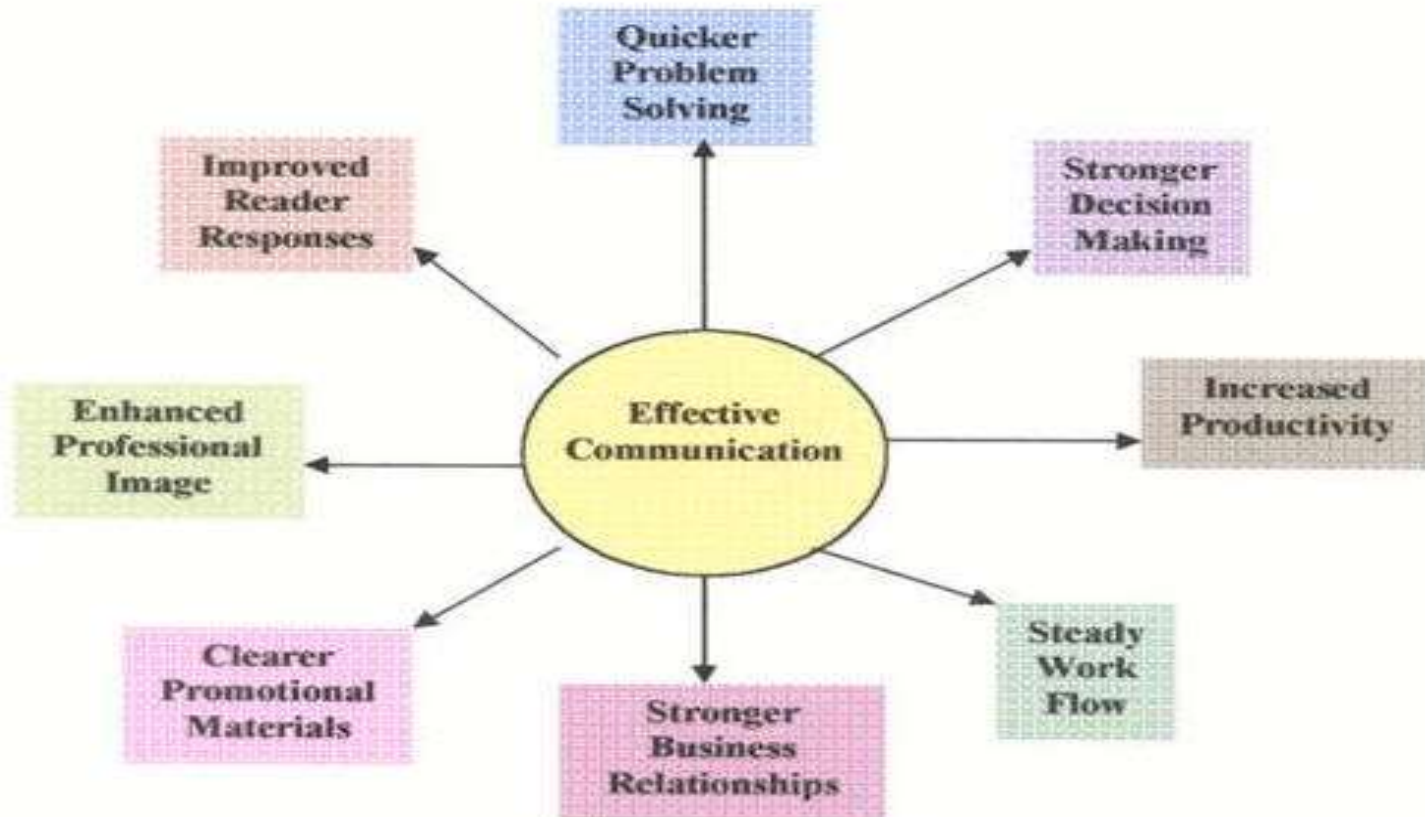 Quicker
Problem
Solving
Stronger
Decision
Making
Increased
Productivity
Steady
Work
Flow
Stronger
Business
Relationships
Clearer
Promotional
Materials
Enhanced
Professional
Image
Improved
Reader
Responses
Effective
Communication